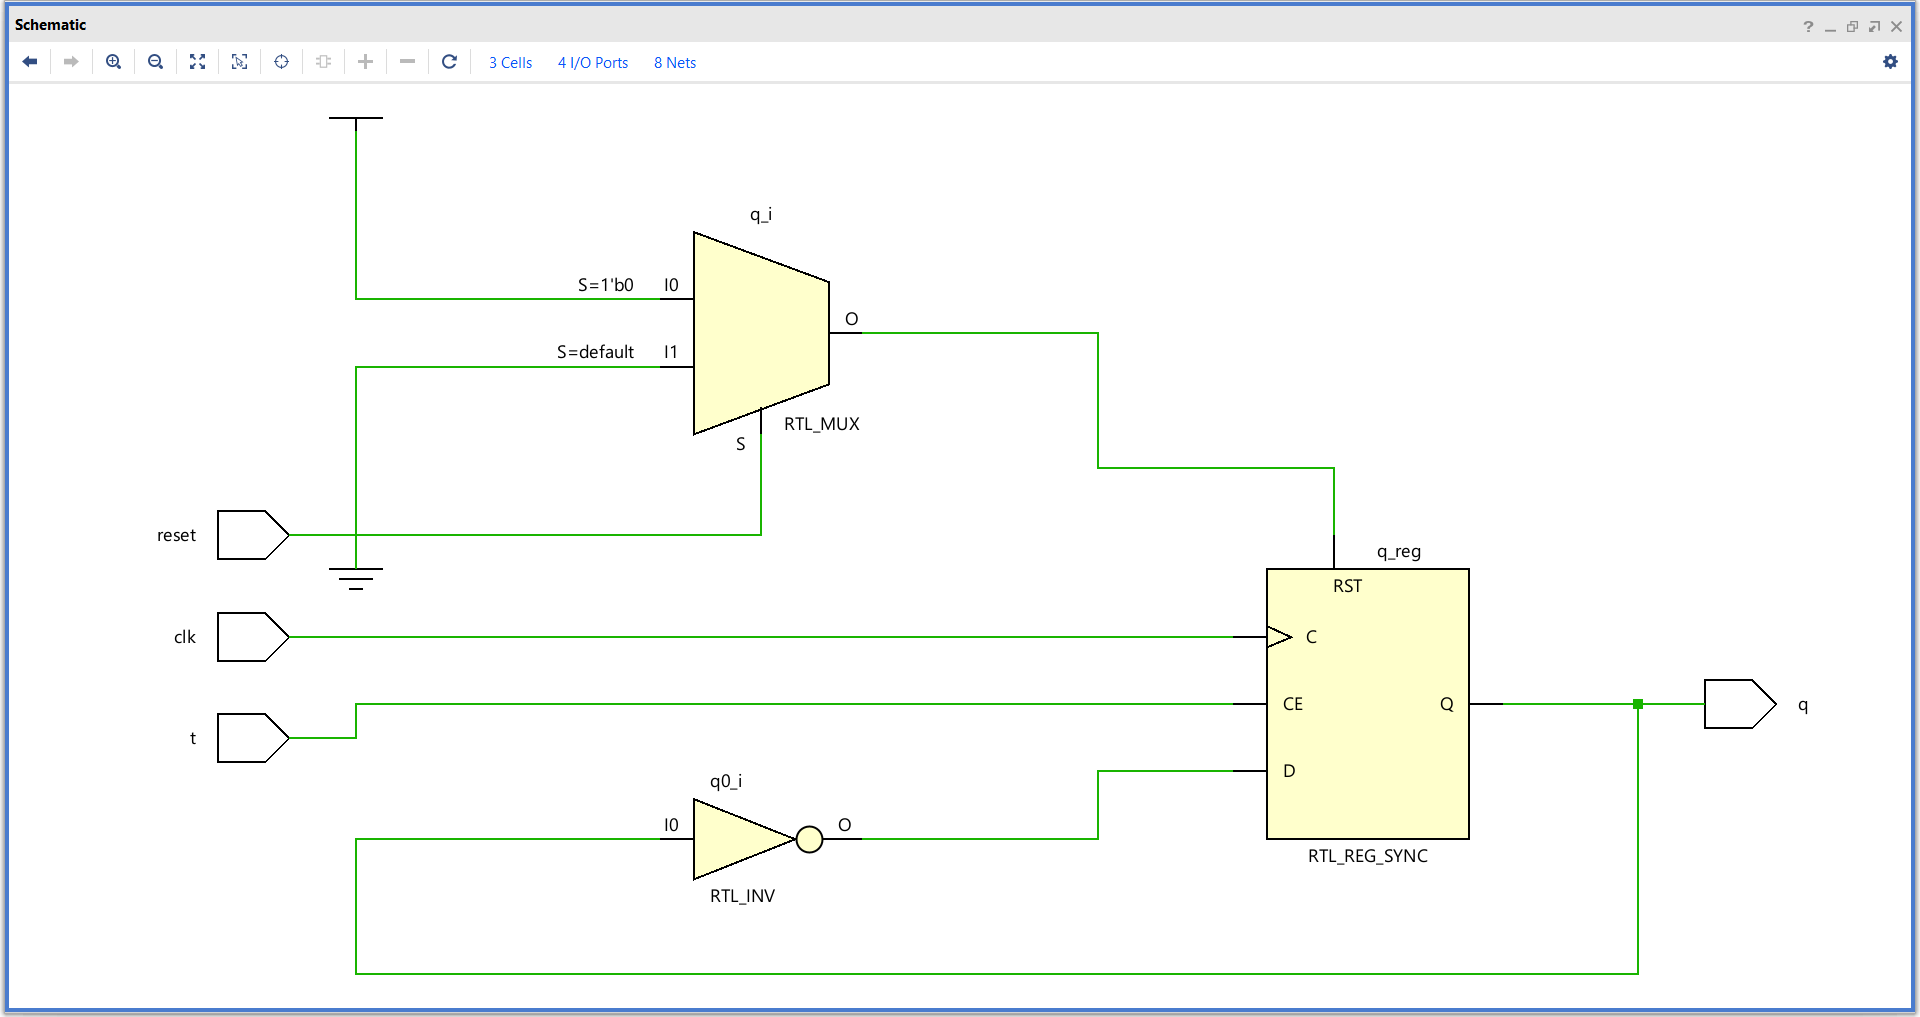 Schematic
?
3 Cells 4 I/O Ports 8 Nets
q_i
S=1'b0 I0
O
S=default I1
RTL_MUX
S
reset
q_reg
RST
clk
C
t
CE
Q
q
D
q0_i
I0
O
RTL_REG_SYNC
RTL_INV